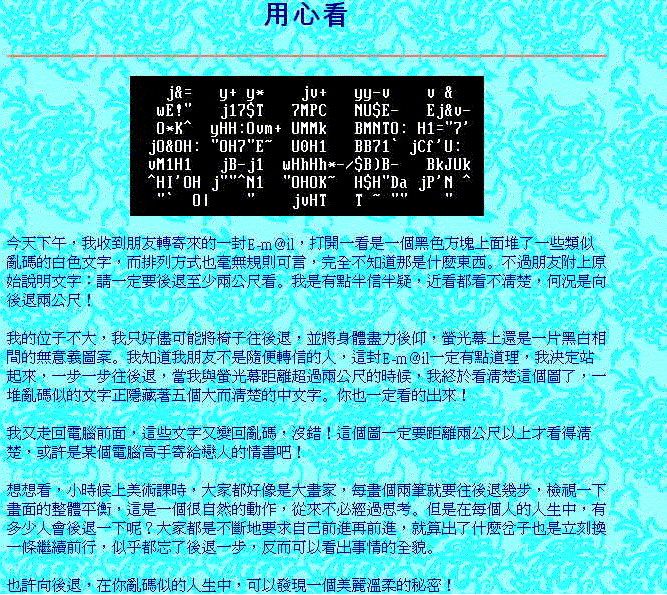 用心看
j&=   y+ y*    jv+   yy-v    v &
wE!"   j17$T   7MPC   NU$E-   Ej&v-
O*K^  yHH:Ovm+ UMMk   BMNTO: H1="7'
jO&OH: "OH7"E~  U0H1   BB71` jCf'U:
vM1H1   jB-j1  wHhHh*-/$B)B-   BkJUk
^HI'OH j""^N1  "OHOK~  H$H"Da jP'N ^
"`  O|    "    jvHT   T ~ ""    "
今天下午，我收到朋友轉寄來的一封E-m@il，打開一看是一個黑色方塊上面堆了一些類似
亂碼的白色文字，而排列方式也毫無規則可言，完全不知道那是什麼東西。不過朋友附上原
始說明文字：請一定要後退至少兩公尺看。我是有點半信半疑，近看都看不清楚，何況是向
後退兩公尺！
我的位子不大，我只好儘可能將椅子往後退，並將身體盡力後仰，螢光幕上還是一片黑白相
間的無意義圖案。我知道我朋友不是隨便轉信的人，這封E-m@il一定有點道理，我決定站
起來，一步一步往後退，當我與螢光幕距離超過兩公尺的時候，我終於看清楚這個圖了，一
堆亂碼似的文字正隱藏著五個大而清楚的中文字。你也一定看的出來！
我又走回電腦前面，這些文字又變回亂碼，沒錯！這個圖一定要距離兩公尺以上才看得清
楚，或許是某個電腦高手寄給戀人的情書吧！
想想看，小時候上美術課時，大家都好像是大畫家，每畫個兩筆就要往後退幾步，檢視一下
畫面的整體平衡，這是一個很自然的動作，從來不必經過思考。但是在每個人的人生中，有
多少人會後退一下呢？大家都是不斷地要求自己前進再前進，就算出了什麼岔子也是立刻換
一條繼續前行，似乎都忘了後退一步，反而可以看出事情的全貌。
也許向後退，在你亂碼似的人生中，可以發現一個美麗溫柔的秘密！